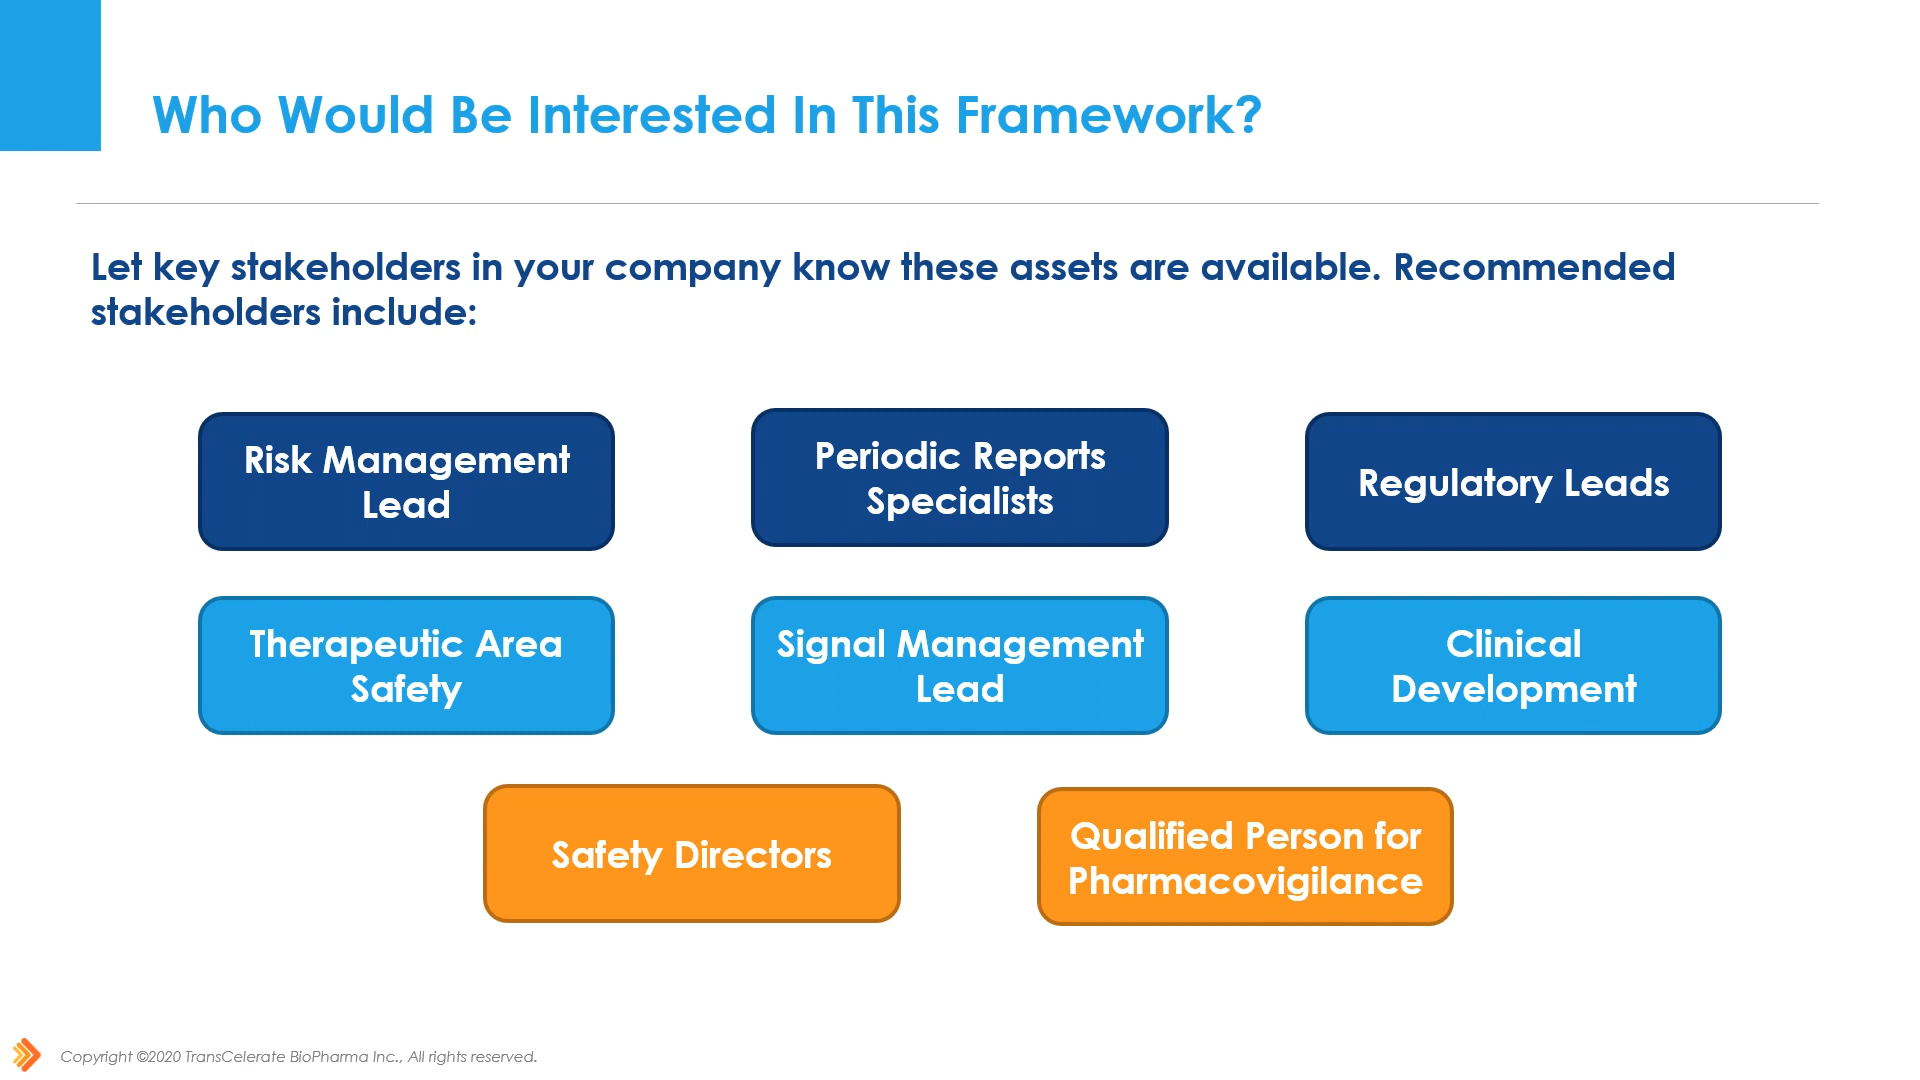 Who Would Be Interested In This Framework?
Let key stakeholders in your company know these assets are available. Recommended
stakeholders include:
Risk Management
Lead
Periodic Reports
Specialists
Regulatory Leads
Therapeutic Area
Safety
Signal Management
Lead
Clinical
Development
Safety Directors
Qualified Person for
Pharmacovigilance
Copyright ©2020 TransCelerate BioPharma Inc., All rights reserved.